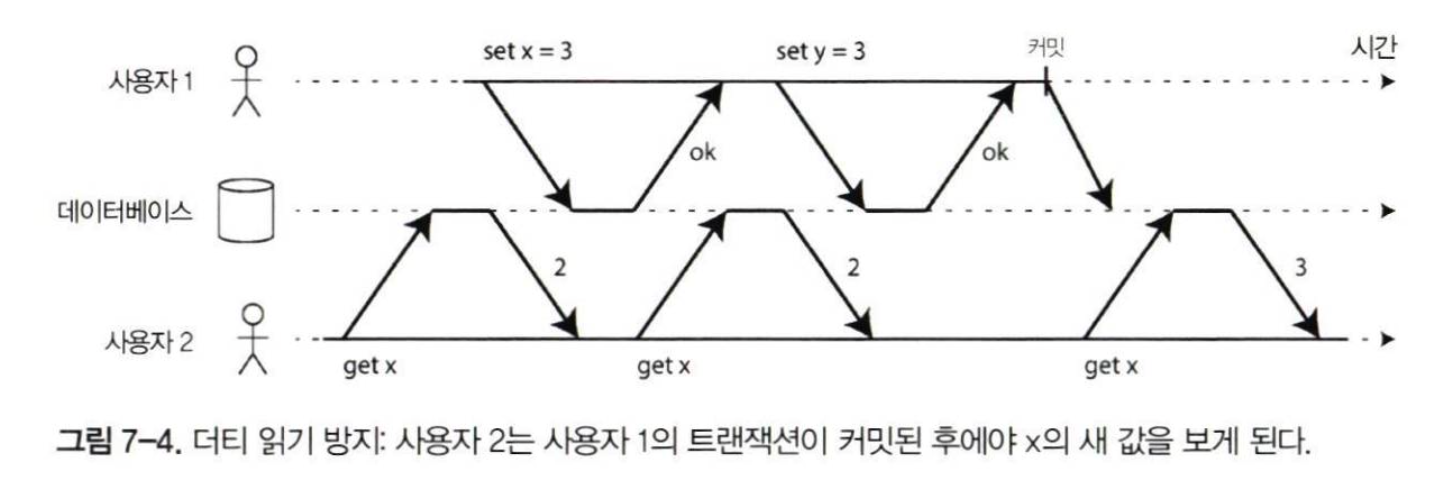 set x = 3
set y = 3
커밋
시간
사용자 1
ok
ok
데이터베이스
2
2
3
사용자 2
get x
get x
get x
그림 7-4. 더티 읽기 방지: 사용자 2는 사용자 1의 트랜잭션이 커밋된 후에야 x의 새 값을 보게 된다.